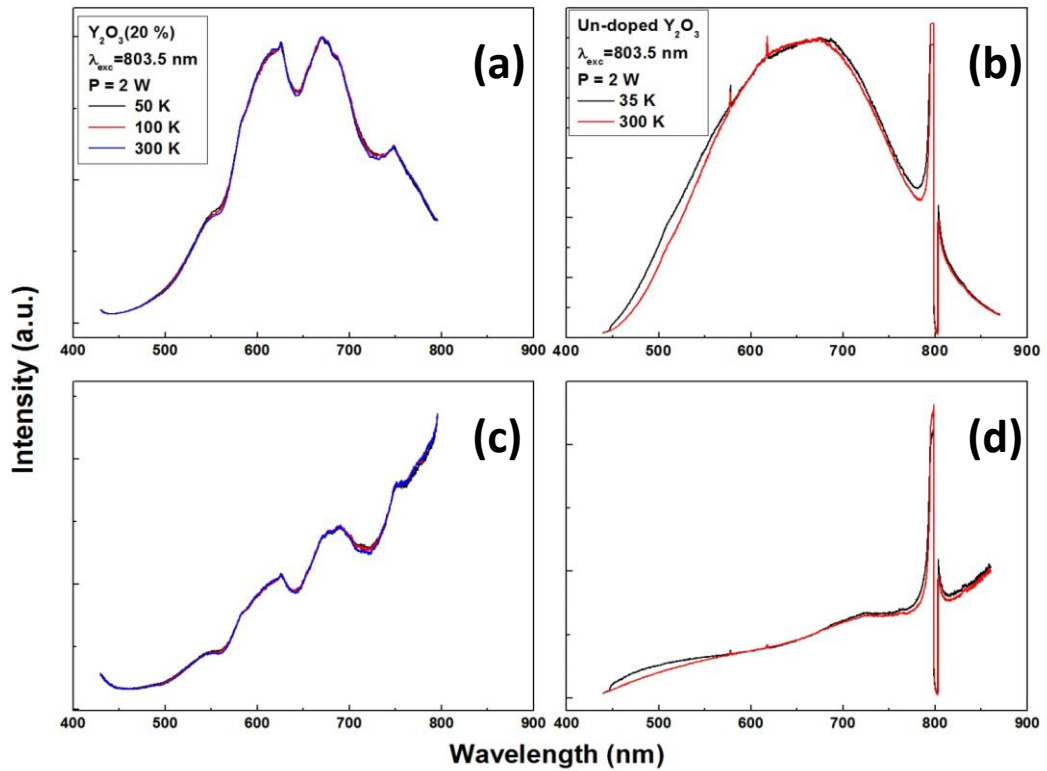 Y₂O₃(20 %)
λexc=803.5 nm
P = 2 W
50 K
100 K
300 K
(a)
400 500 600 700 800 900
Un-doped Y₂O₃
λexc=803.5 nm
P = 2 W
35 K
300 K
(b)
400 500 600 700 800 900
Intensity (a.u.)
(c)
400 500 600 700 800 900
(d)
400 500 600 700 800 900
Wavelength (nm)